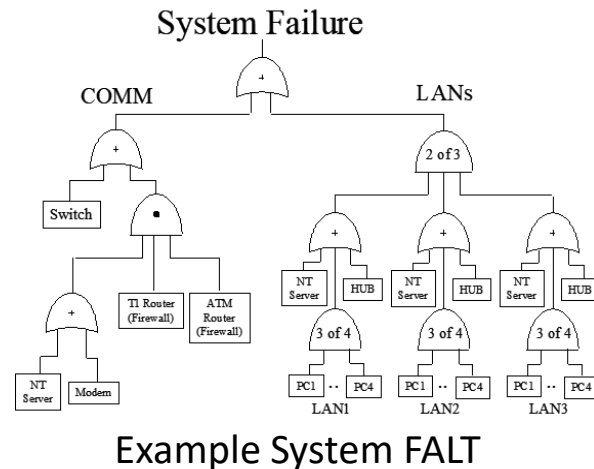 System Failure
+
COMM
LANs
+
2 of 3
Switch
+
+
+
NT
Server
HUB
NT
Server
HUB
NT
Server
HUB
T1 Router
(Firewall)
ATM
Router
(Firewall)
+
3 of 4
3 of 4
3 of 4
NT
Server
Modem
PC1 .. PC4
PC1 .. PC4
PC1 .. PC4
LAN1
LAN2
LAN3
Example System FALT